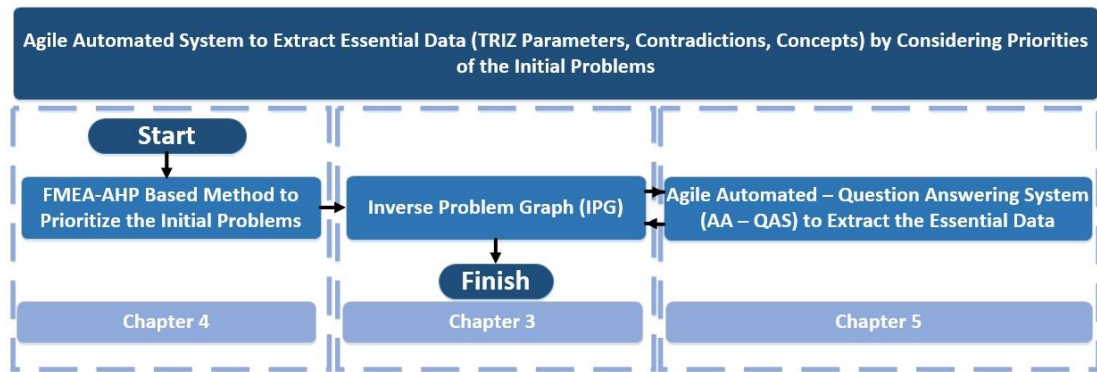 Agile Automated System to Extract Essential Data (TRIZ Parameters, Contradictions, Concepts) by Considering Priorities
of the Initial Problems
Start
FMEA-AHP Based Method to
Prioritize the Initial Problems
Inverse Problem Graph (IPG)
Agile Automated – Question Answering System
(AA – QAS) to Extract the Essential Data
Finish
Chapter 4
Chapter 3
Chapter 5